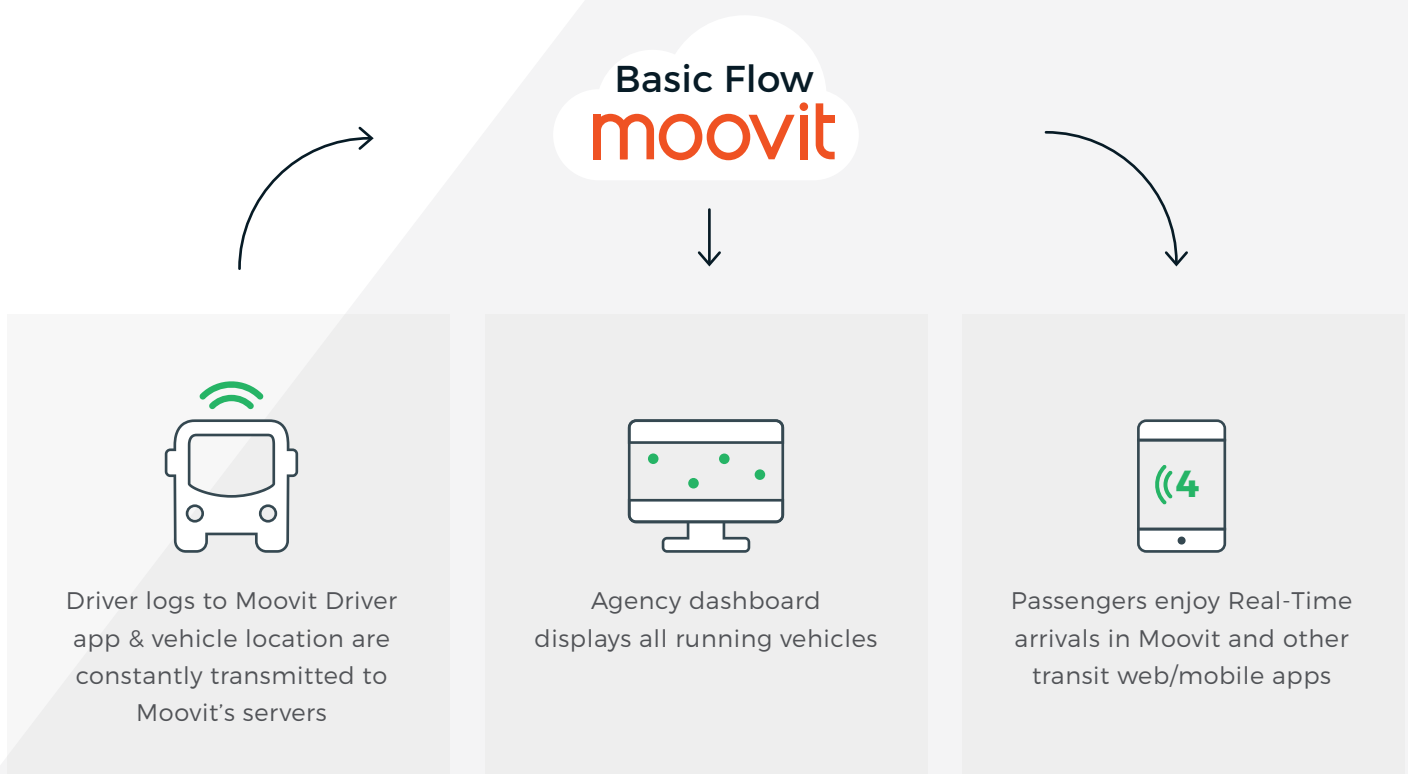 Basic Flow
moovit
4
Driver logs to Moovit Driver
app & vehicle location are
constantly transmitted to
Moovit’s servers
Agency dashboard
displays all running vehicles
Passengers enjoy Real-Time
arrivals in Moovit and other
transit web/mobile apps